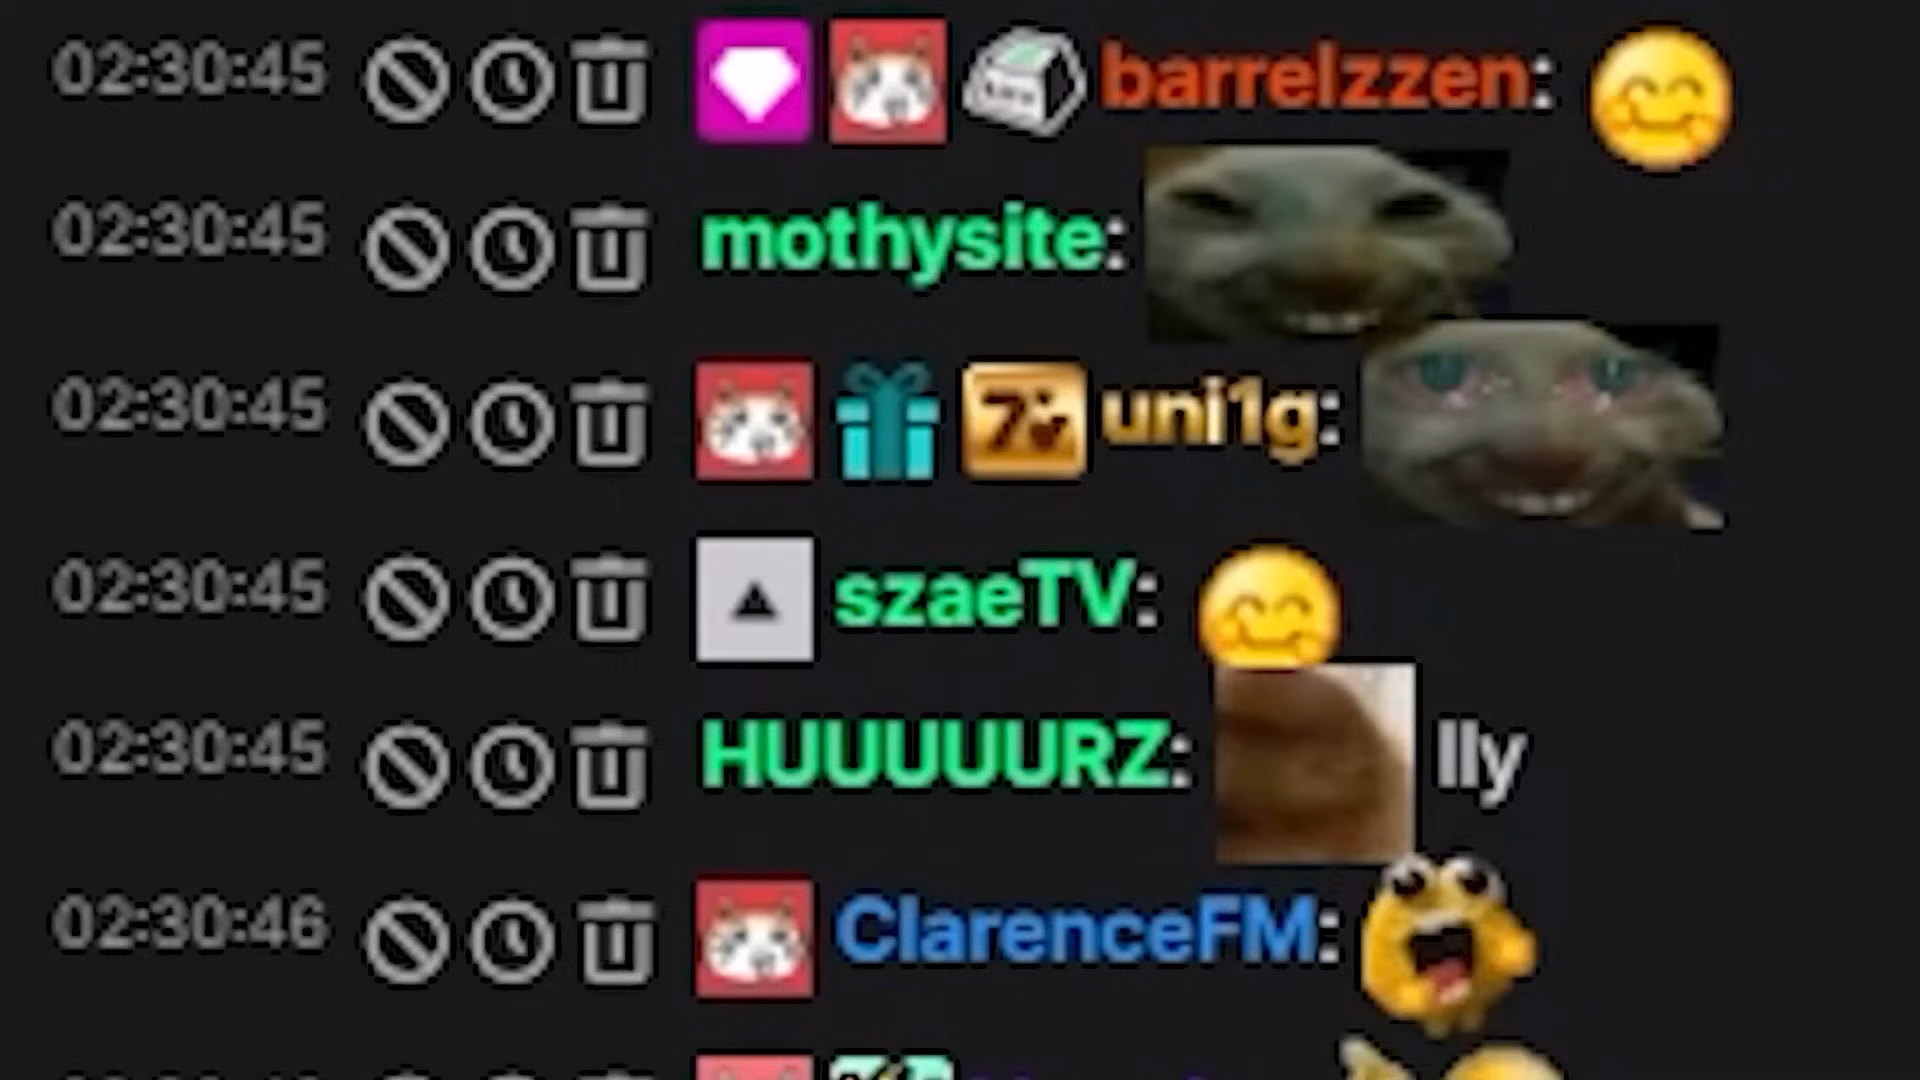 02:30:45 barrelzzen:
02:30:45 mothysite:
02:30:45 7 uni1g:
02:30:45 szaeTV:
02:30:45 HUUUUURZ: lly
02:30:46 ClarenceFM: